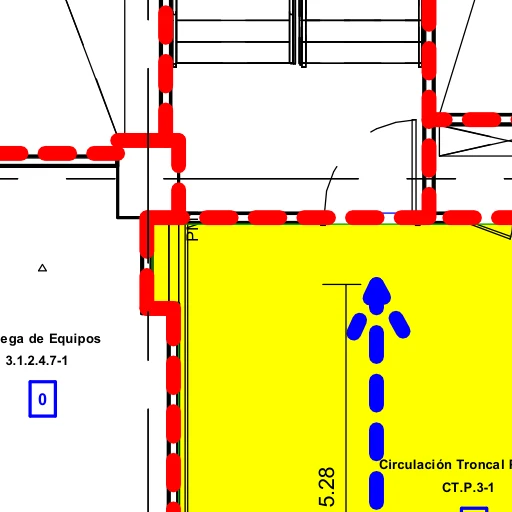 ega de Equipos
3.1.2.4.7-1
0
5.28
Circulación Troncal
CT.P.3-1